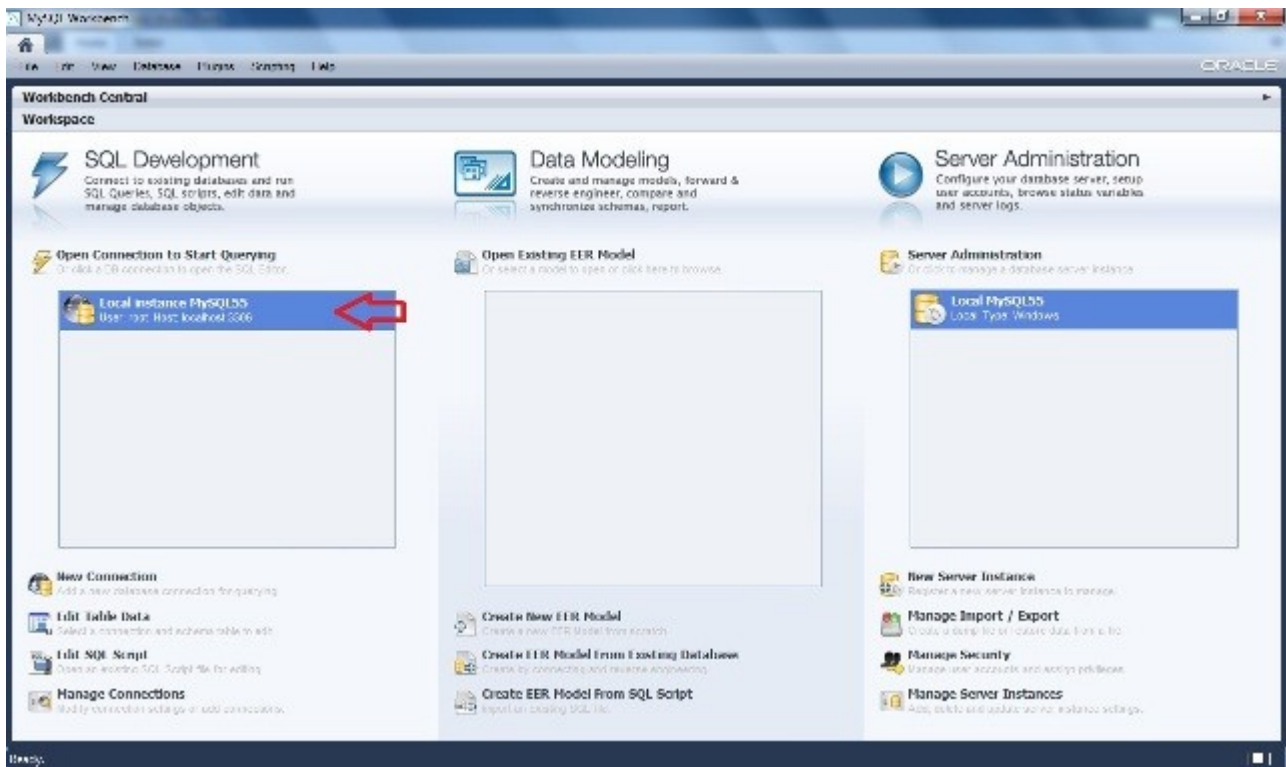 MySQL Workbench
File Edit View Database Plugins Scripting Help
ORACLE
Workbench Central
Workspace
SQL Development
Connect to existing databases and run
SQL Queries, SQL scripts, edit data and
manage database objects.
Open Connection to Start Querying
Or click a DB connection to open the SQL Editor.
Local instance MySQL55
User: root Host: localhost:3306
New Connection
Add a new database connection for querying.
Edit Table Data
Select a connection and schema table to edit.
Edit SQL Script
Open an existing SQL Script file for editing.
Manage Connections
Modify connection settings or add connections.
Data Modeling
Create and manage models, forward &
reverse engineer, compare and
synchronize schemas, report.
Open Existing EER Model
Or select a model to open or click here to browse.
Create New EER Model
Create a new EER Model from scratch.
Create EER Model From Existing Database
Create by connecting and reverse engineering.
Create EER Model From SQL Script
Import an existing SQL file.
Server Administration
Configure your database server, setup
user accounts, browse status variables
and server logs.
Server Administration
Or click to manage a database server instance.
Local MySQL55
Local Type: Windows
New Server Instance
Register a new server instance to manage.
Manage Import / Export
Create a dump file or restore data from a file.
Manage Security
Manage user accounts and assign privileges.
Manage Server Instances
Add, delete and update server instance settings.
Ready.